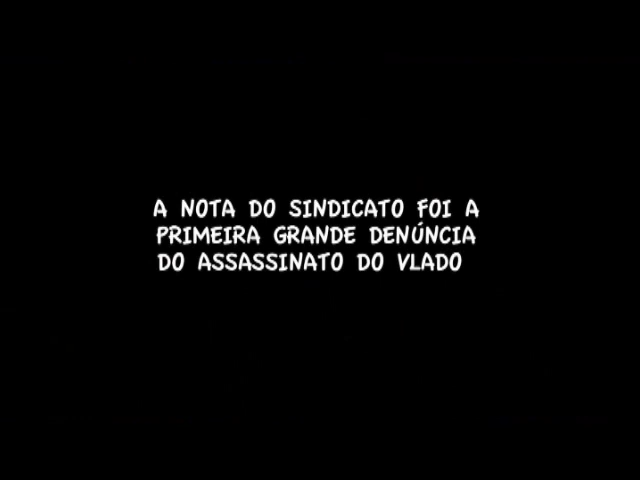 A NOTA DO SINDICATO FOI A
PRIMEIRA GRANDE DENÚNCIA
DO ASSASSINATO DO VLADO